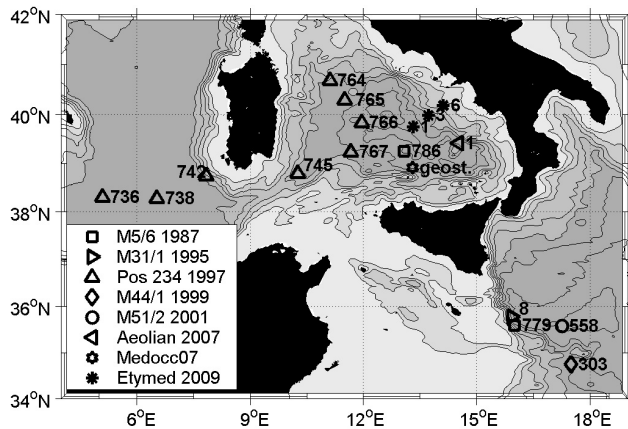 42°N
764
765
6
3
1
40°N
766
1
767
786
742
745
geost.
736
738
38°N
M5/6 1987
M31/1 1995
Pos 234 1997
M44/1 1999
M51/2 2001
Aeolian 2007
Medocc07
Etymed 2009
36°N
8
779
558
303
34°N
6°E
9°E
12°E
15°E
18°E